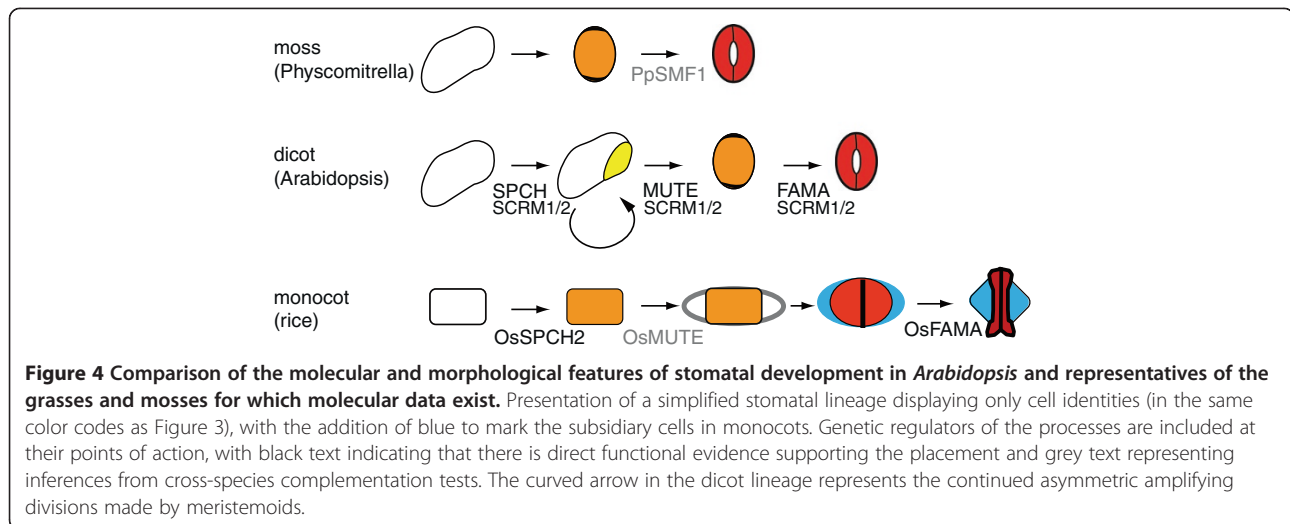 moss
(Physcomitrella)
PpSMF1
dicot
(Arabidopsis)
SPCH
SCRM1/2
MUTE
SCRM1/2
FAMA
SCRM1/2
monocot
(rice)
OsSPCH2
OsMUTE
OsFAMA
Figure 4 Comparison of the molecular and morphological features of stomatal development in Arabidopsis and representatives of the
grasses and mosses for which molecular data exist. Presentation of a simplified stomatal lineage displaying only cell identities (in the same
color codes as Figure 3), with the addition of blue to mark the subsidiary cells in monocots. Genetic regulators of the processes are included at
their points of action, with black text indicating that there is direct functional evidence supporting the placement and grey text representing
inferences from cross-species complementation tests. The curved arrow in the dicot lineage represents the continued asymmetric amplifying
divisions made by meristemoids.